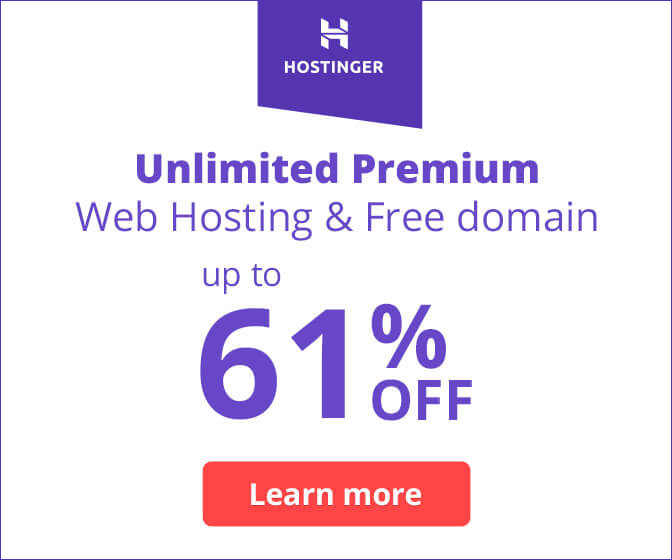 HOSTINGER
Unlimited Premium
Web Hosting & Free domain
up to
61%
OFF
Learn more